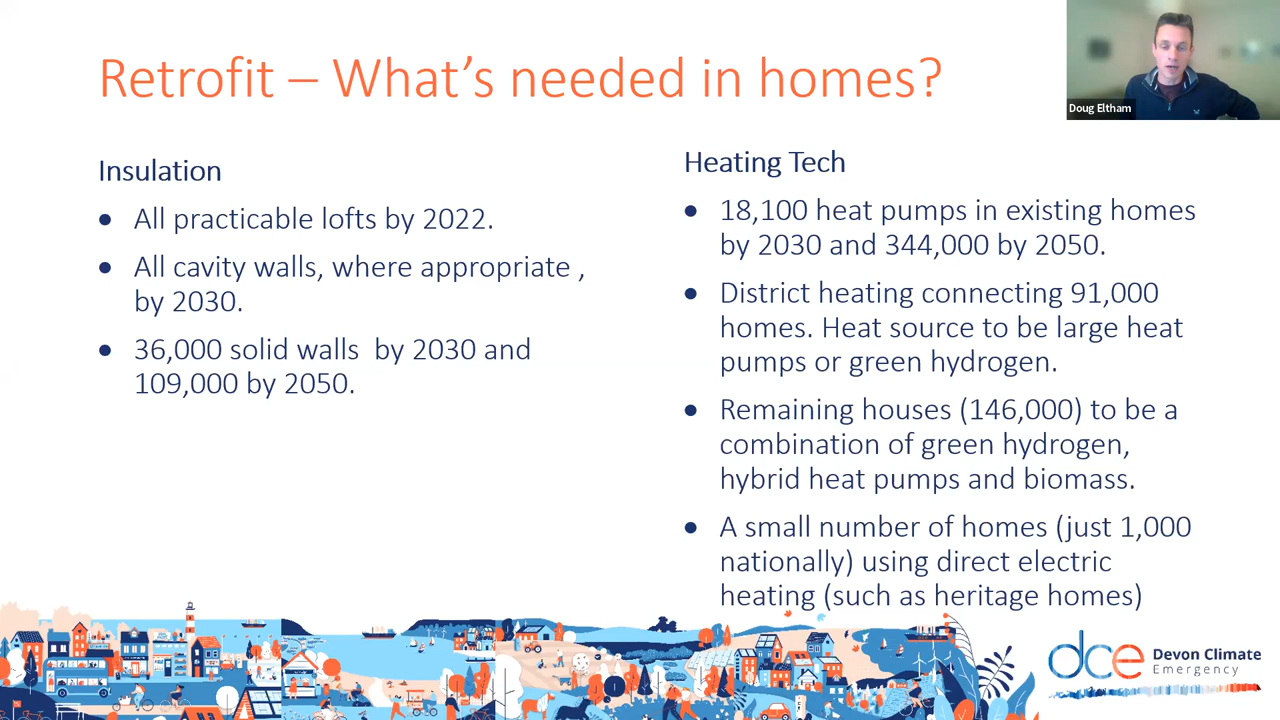 Retrofit – What's needed in homes?
Doug Eltham
Insulation
• All practicable lofts by 2022.
• All cavity walls, where appropriate ,
by 2030.
• 36,000 solid walls  by 2030 and
109,000 by 2050.
Heating Tech
• 18,100 heat pumps in existing homes
by 2030 and 344,000 by 2050.
• District heating connecting 91,000
homes. Heat source to be large heat
pumps or green hydrogen.
• Remaining houses (146,000) to be a
combination of green hydrogen,
hybrid heat pumps and biomass.
• A small number of homes (just 1,000
nationally) using direct electric
heating (such as heritage homes)
dce Devon Climate
Emergency